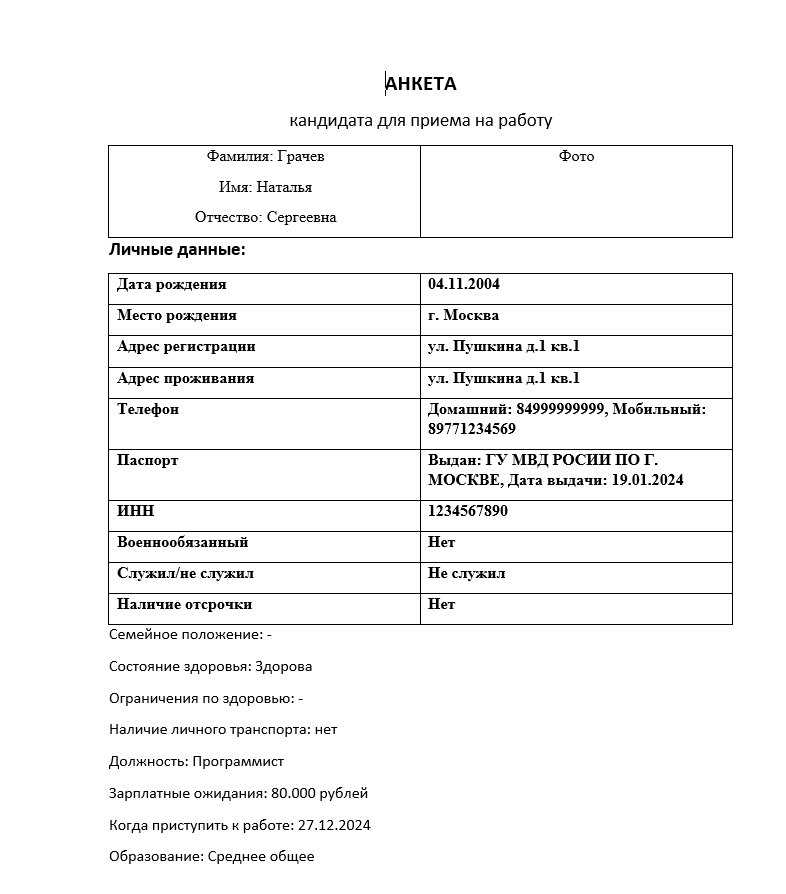 АНКЕТА
кандидата для приема на работу
Фамилия: Грачев
Имя: Наталья
Отчество: Сергеевна
Фото
Личные данные:
Дата рождения 04.11.2004
Место рождения г. Москва
Адрес регистрации ул. Пушкина д.1 кв.1
Адрес проживания ул. Пушкина д.1 кв.1
Телефон Домашний: 84999999999, Мобильный:
89771234569
Паспорт Выдан: ГУ МВД РОСИИ ПО Г.
МОСКВЕ, Дата выдачи: 19.01.2024
ИНН 1234567890
Военнообязанный Нет
Служил/не служил Не служил
Наличие отсрочки Нет
Семейное положение: -
Состояние здоровья: Здорова
Ограничения по здоровью: -
Наличие личного транспорта: нет
Должность: Программист
Зарплатные ожидания: 80.000 рублей
Когда приступить к работе: 27.12.2024
Образование: Среднее общее